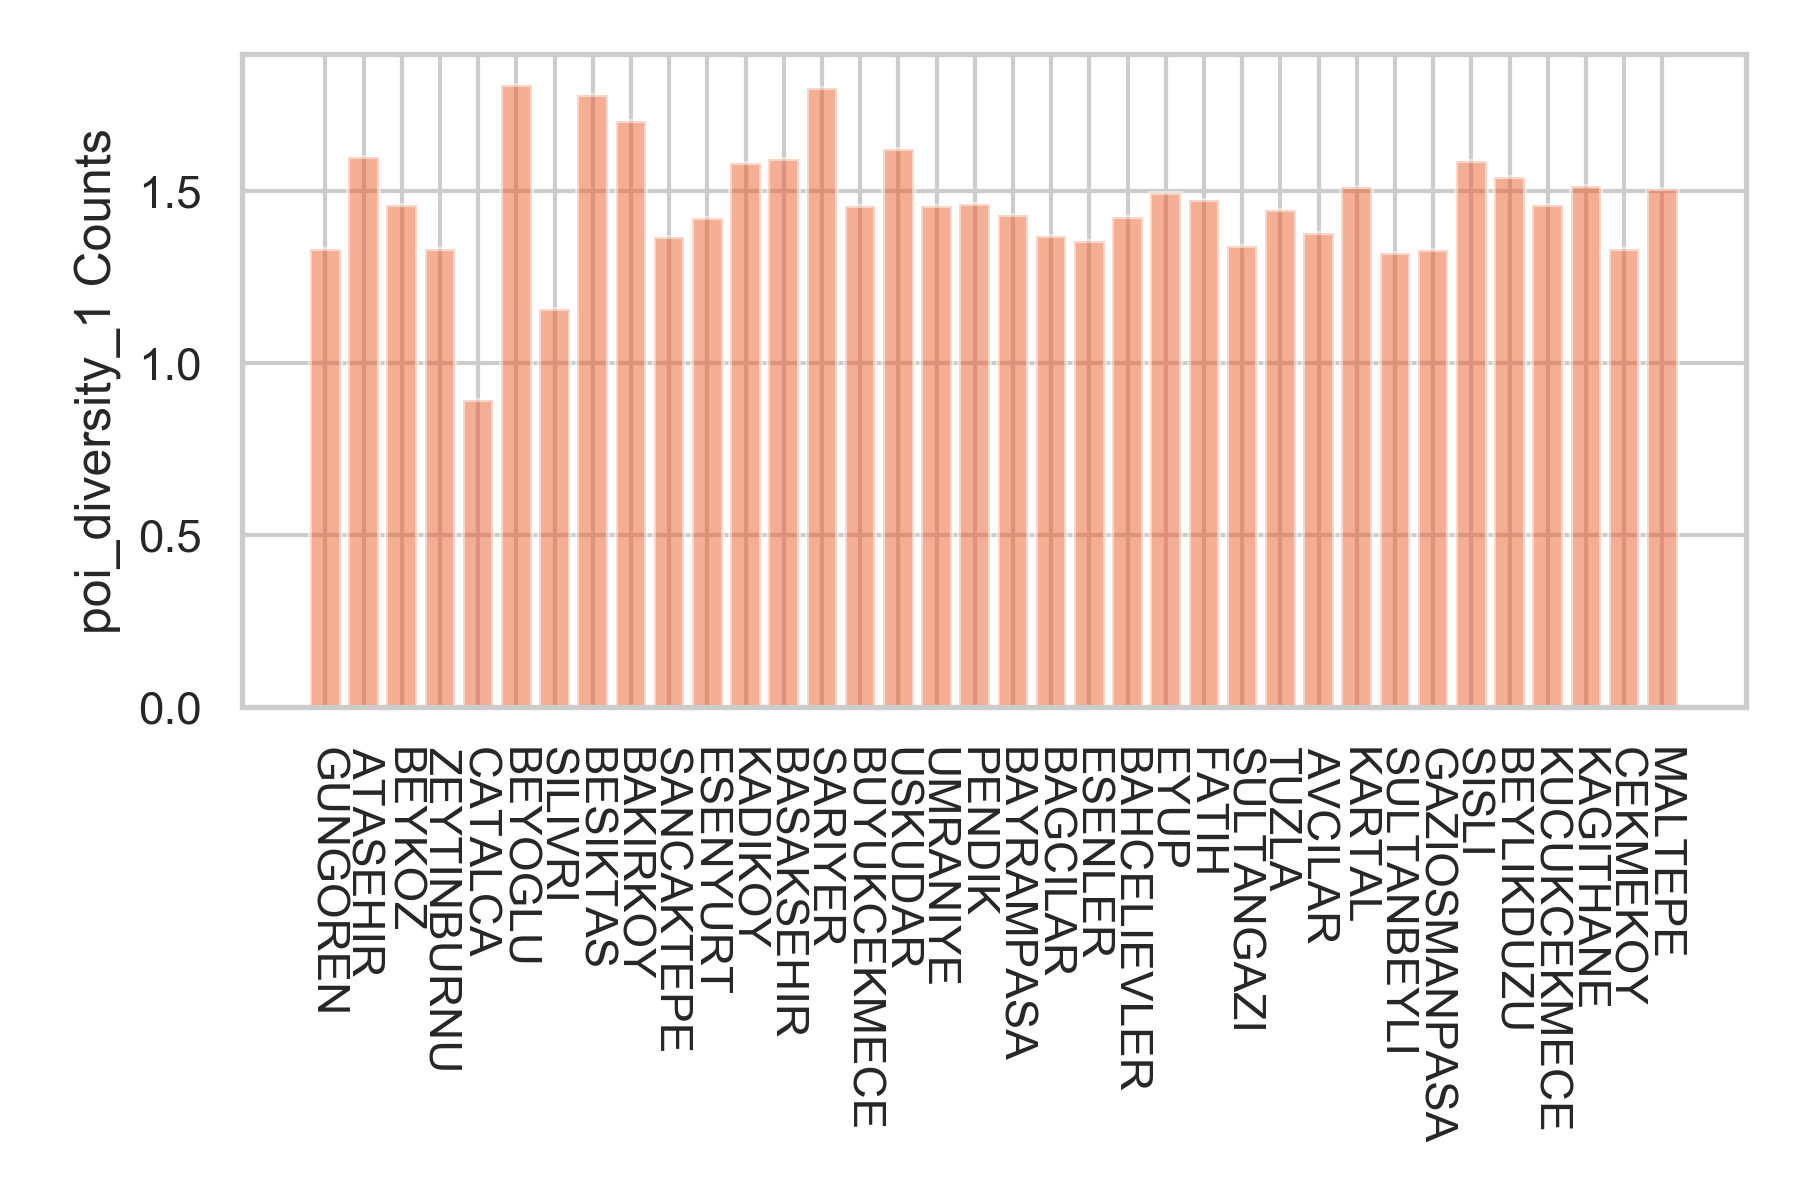 poi_diversity_1 Counts
1.5
1.0
0.5
0.0
GUNGOREN
ATASEHIR
BEYKOZ
ZEYTINBURNU
CATALCA
BEYOGLU
SILIVRI
BESIKTAS
BAKIRKOY
SANCAKTEPE
ESENYURT
KADIKOY
BASAKSEHIR
SARIYER
BUYUKCEKMECE
USKUDAR
UMRANIYE
PENDIK
BAYRAMPASA
BAGCILAR
ESENLER
BAHCELIEVLER
EYUP
FATIH
SULTANGAZI
TUZLA
AVCILAR
KARTAL
SULTANBEYLI
GAZIOSMANPASA
SISLI
BEYLIKDUZU
KUCUKCEKMECE
KAGITHANE
CEKMEKOY
MALTEPE